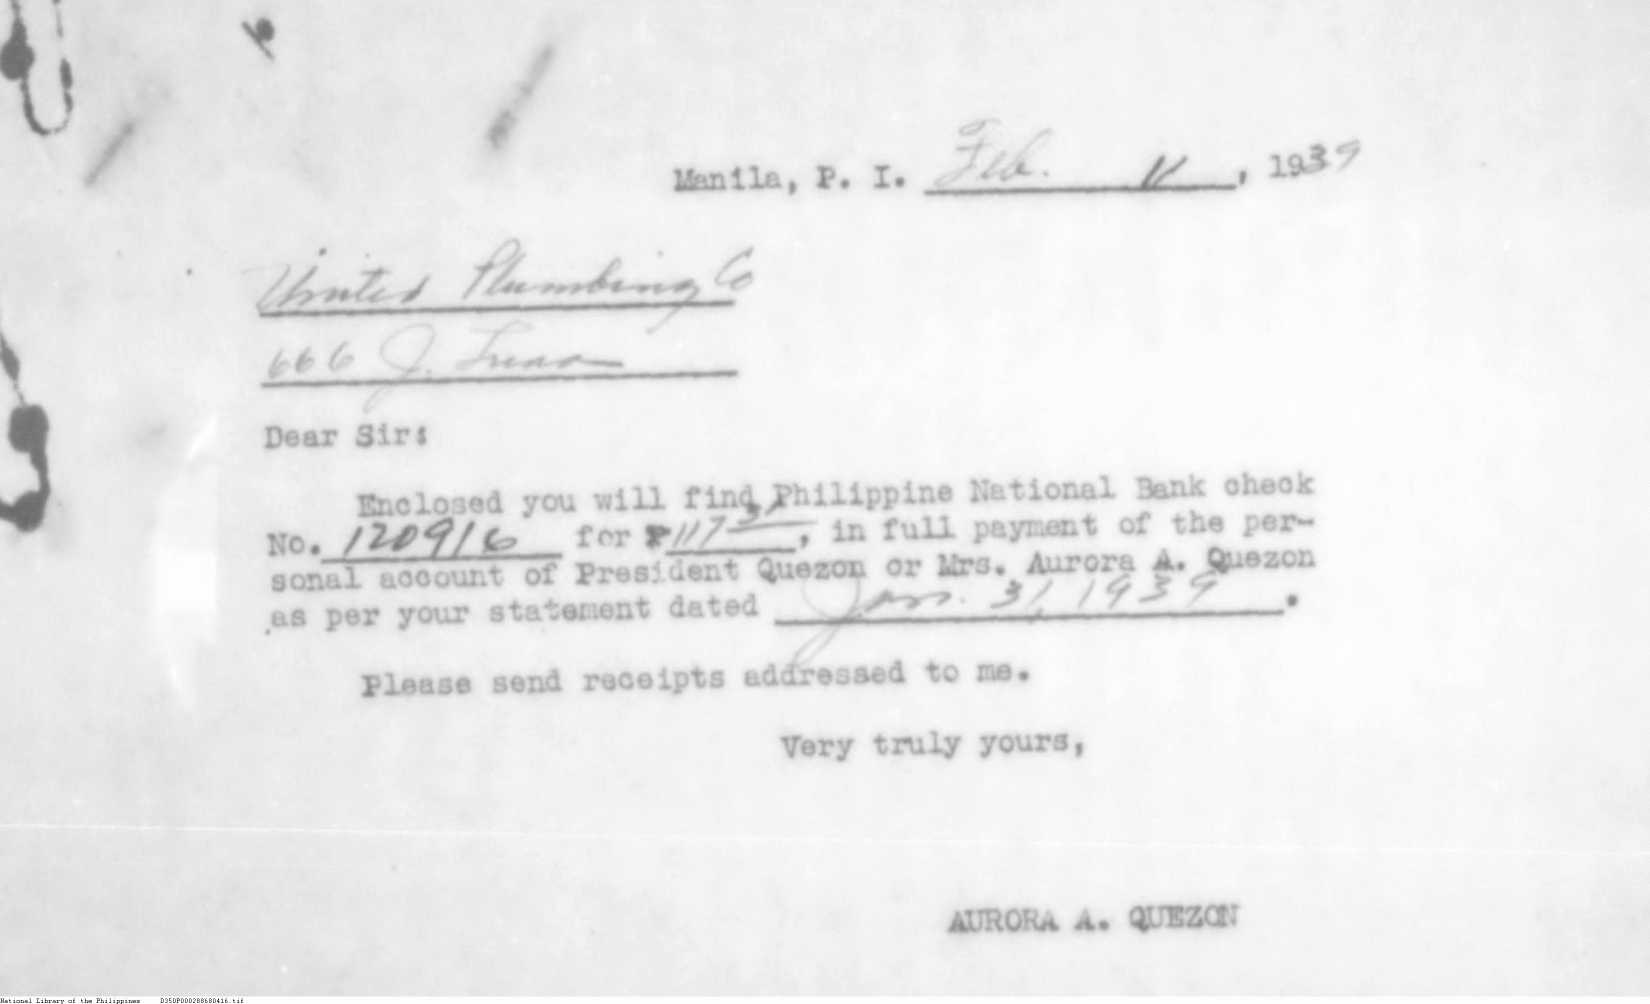 Manila, P. I. Feb. 11, 1939
United Plumbing Co
666 J. Luna
Dear Sir:
Enclosed you will find Philippine National Bank check
No. 120916 for ₱117, in full payment of the per-
sonal account of President Quezon or Mrs. Aurora A. Quezon
as per your statement dated Jan. 31, 1939.
Please send receipts addressed to me.
Very truly yours,
AURORA A. QUEZON
National Library of the Philippines D350P000288680416.tif